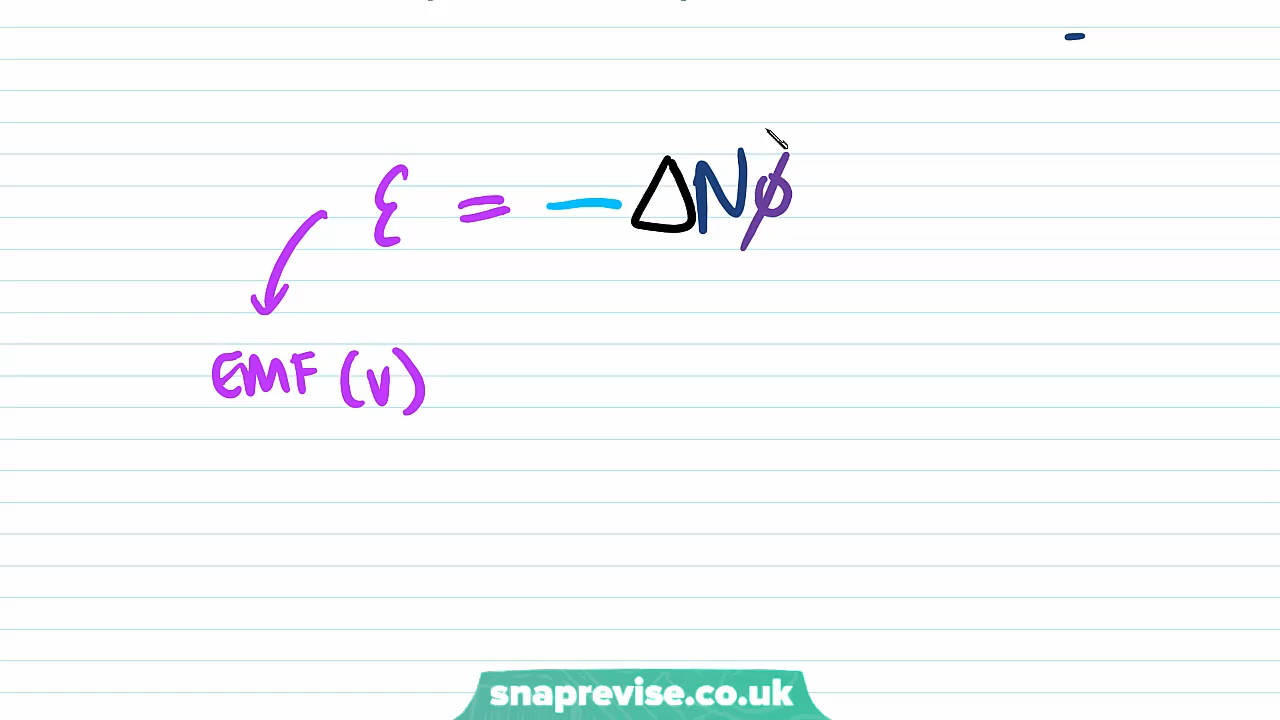 ε = − ΔNϕ
EMF (V)
snaprevise.co.uk